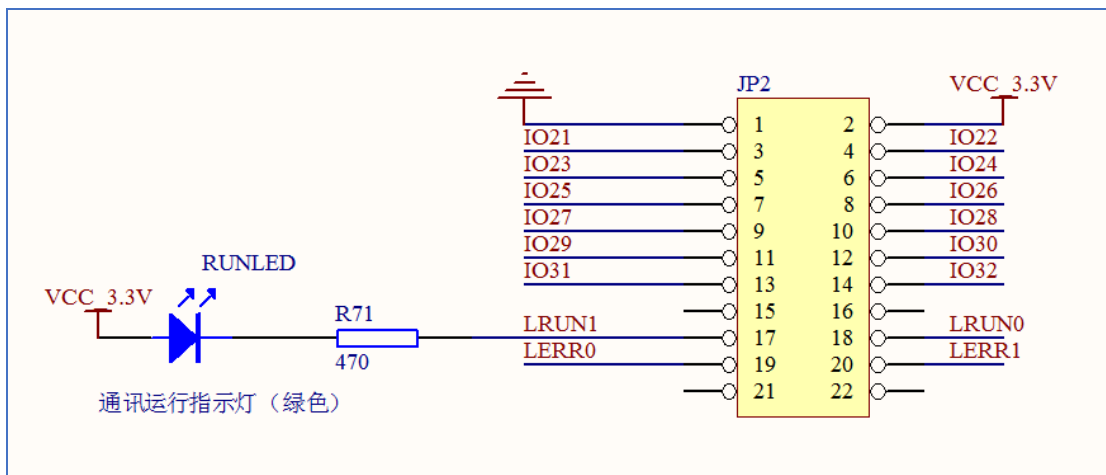 JP2
VCC_3.3V
1 2
IO21 3 4 IO22
IO23 5 6 IO24
IO25 7 8 IO26
IO27 9 10 IO28
IO29 11 12 IO30
IO31 13 14 IO32
RUNLED
VCC_3.3V
15 16
R71
LRUN1 17 18 LRUN0
470
LERR0 19 20 LERR1
21 22
通讯运行指示灯（绿色）